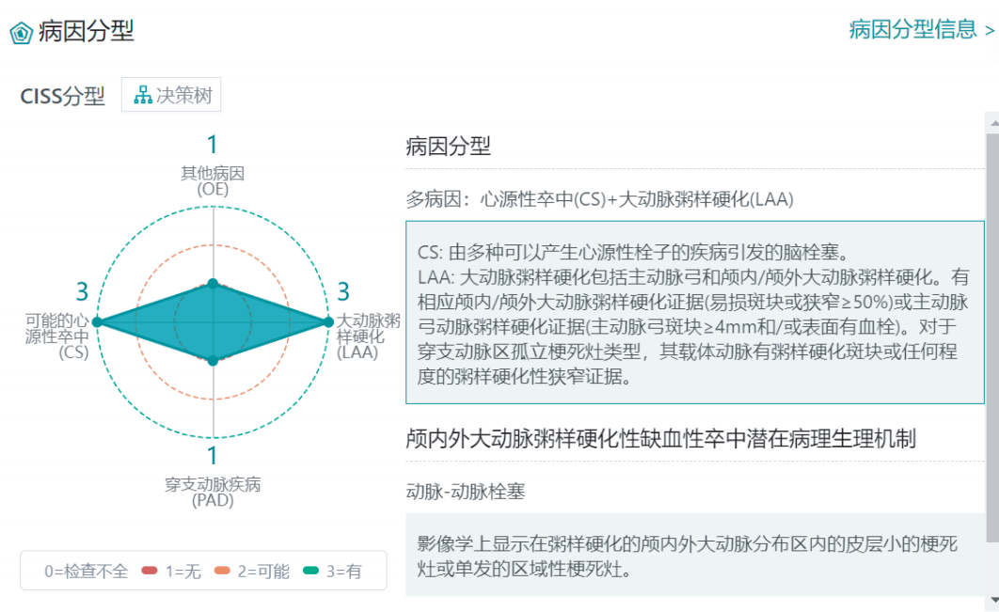 病因分型
病因分型信息 >
CISS分型
决策树
1
其他病因
(OE)
3
可能的心
源性卒中
(CS)
3
大动脉粥
样硬化
(LAA)
1
穿支动脉疾病
(PAD)
0=检查不全 1=无 2=可能 3=有
病因分型
多病因：心源性卒中(CS)+大动脉粥样硬化(LAA)
CS: 由多种可以产生心源性栓子的疾病引发的脑栓塞。
LAA: 大动脉粥样硬化包括主动脉弓和颅内/颅外大动脉粥样硬化。有
相应颅内/颅外大动脉粥样硬化证据(易损斑块或狭窄≥50%)或主动脉
弓动脉粥样硬化证据(主动脉弓斑块≥4mm和/或表面有血栓)。对于
穿支动脉区孤立梗死灶类型，其载体动脉有粥样硬化斑块或任何程
度的粥样硬化性狭窄证据。
颅内外大动脉粥样硬化性缺血性卒中潜在病理生理机制
动脉-动脉栓塞
影像学上显示在粥样硬化的颅内外大动脉分布区内的皮层小的梗死
灶或单发的区域性梗死灶。